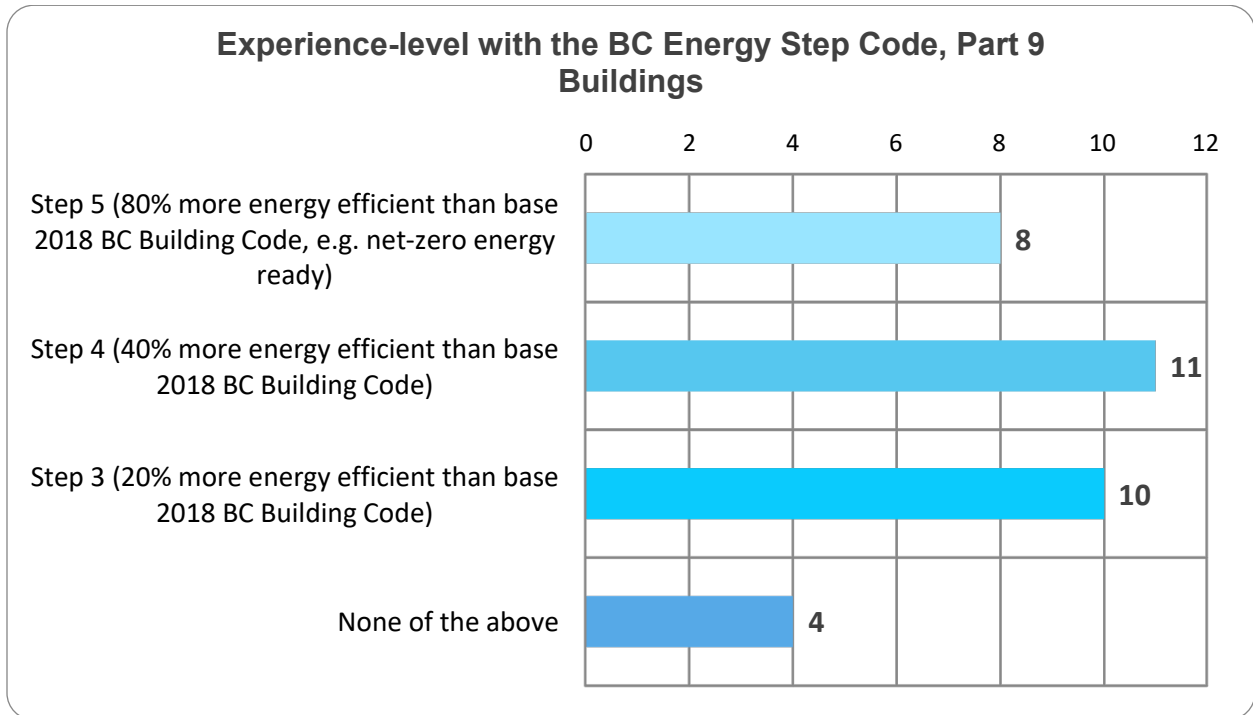 Experience-level with the BC Energy Step Code, Part 9
Buildings
0 2 4 6 8 10 12
Step 5 (80% more energy efficient than base
2018 BC Building Code, e.g. net-zero energy
ready)
8
Step 4 (40% more energy efficient than base
2018 BC Building Code)
11
Step 3 (20% more energy efficient than base
2018 BC Building Code)
10
None of the above
4